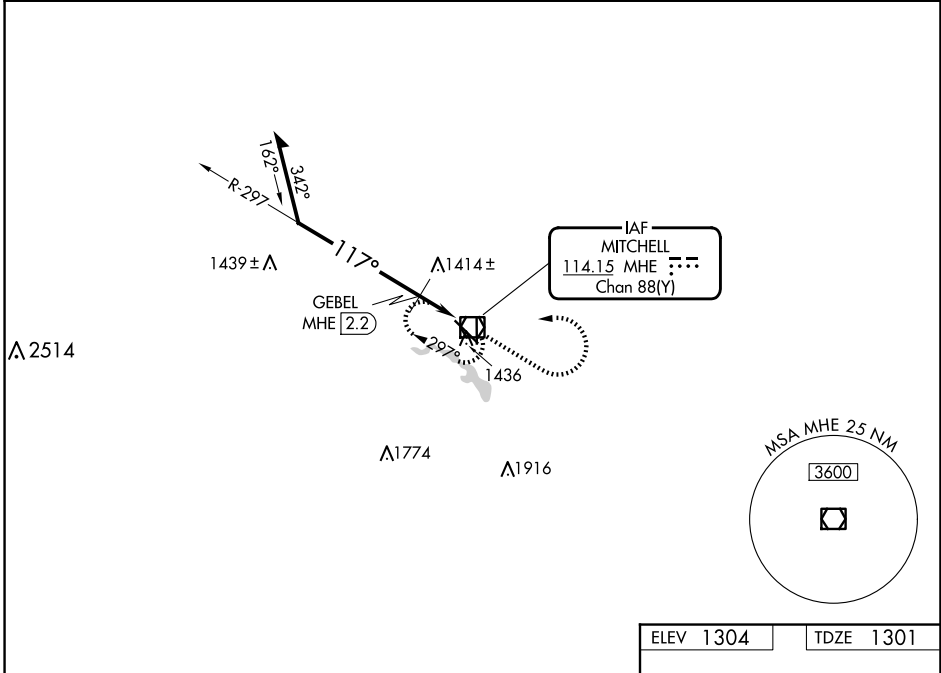 162°
342°
R-297
117°
1439±
1414±
GEBEL
MHE 2.2
IAF
MITCHELL
114.15 MHE
Chan 88(Y)
297°
1436
2514
1774
1916
MSA MHE 25 NM
3600
ELEV 1304
TDZE 1301